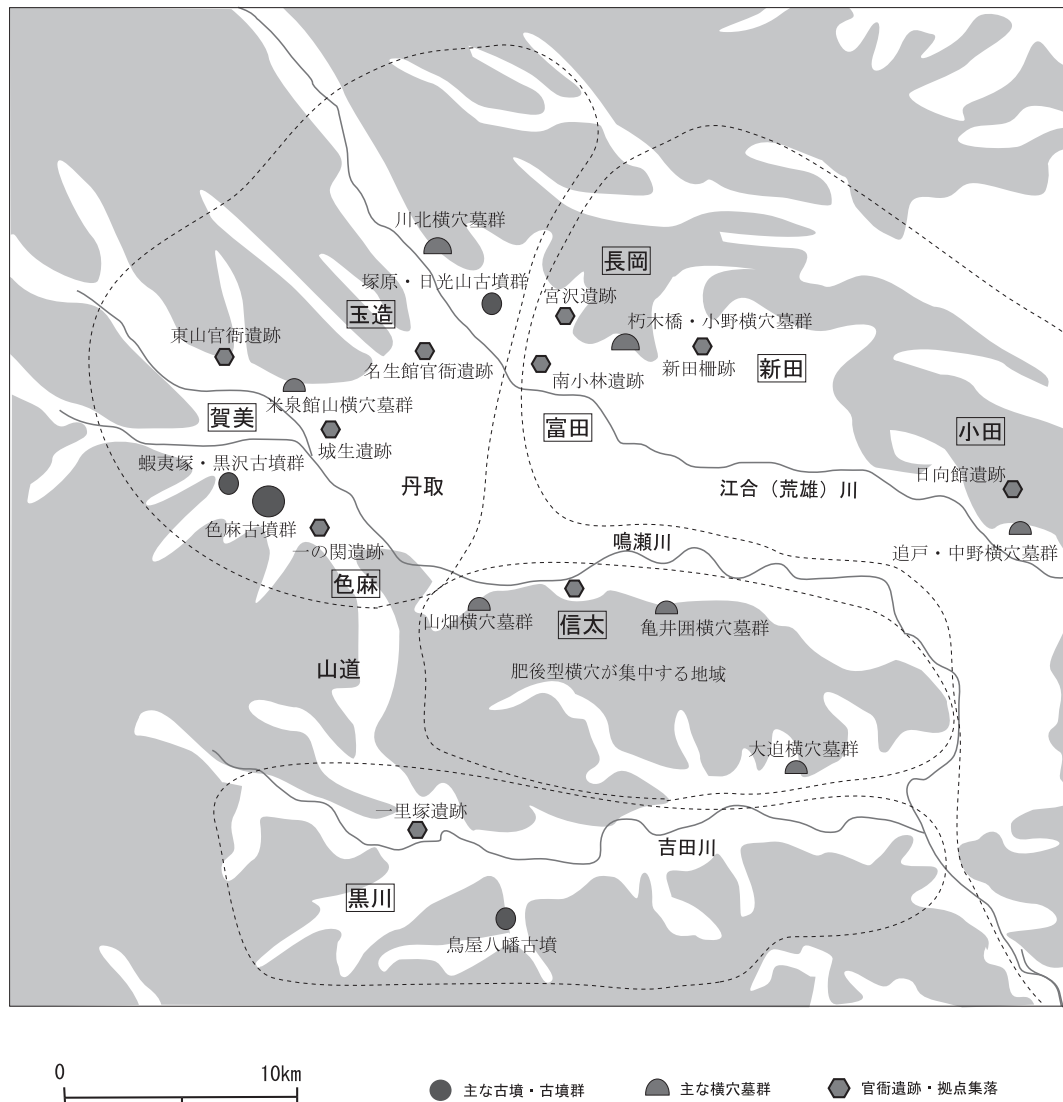 川北横穴墓群
長岡
塚原・日光山古墳群
宮沢遺跡
玉造
朽木橋・小野横穴墓群
東山官衙遺跡
名生館官衙遺跡
南小林遺跡
新田柵跡
新田
米泉館山横穴墓群
賀美
富田
小田
城生遺跡
蝦夷塚・黒沢古墳群
日向館遺跡
丹取
江合（荒雄）川
色麻古墳群
一の関遺跡
鳴瀬川
追戸・中野横穴墓群
色麻
山畑横穴墓群
信太
亀井囲横穴墓群
山道
肥後型横穴が集中する地域
大迫横穴墓群
一里塚遺跡
吉田川
黒川
鳥屋八幡古墳
0 10km
主な古墳・古墳群
主な横穴墓群
官衙遺跡・拠点集落